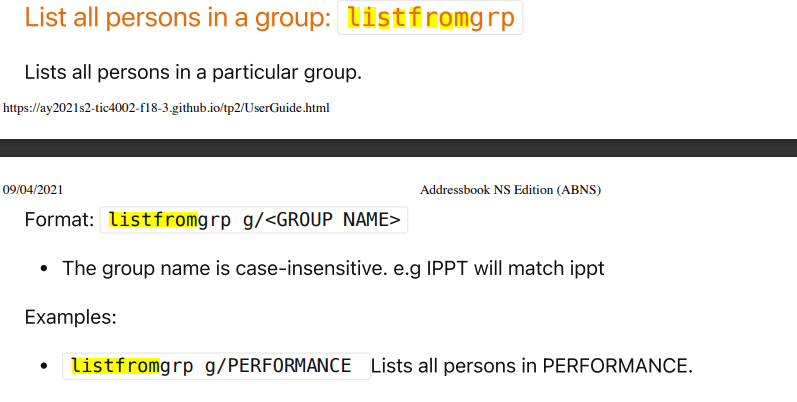 List all persons in a group: listfromgrp
Lists all persons in a particular group.
https://ay2021s2-tic4002-f18-3.github.io/tp2/UserGuide.html
09/04/2021 Addressbook NS Edition (ABNS)
Format: listfromgrp g/<GROUP NAME>
• The group name is case-insensitive. e.g IPPT will match ippt
Examples:
• listfromgrp g/PERFORMANCE Lists all persons in PERFORMANCE.